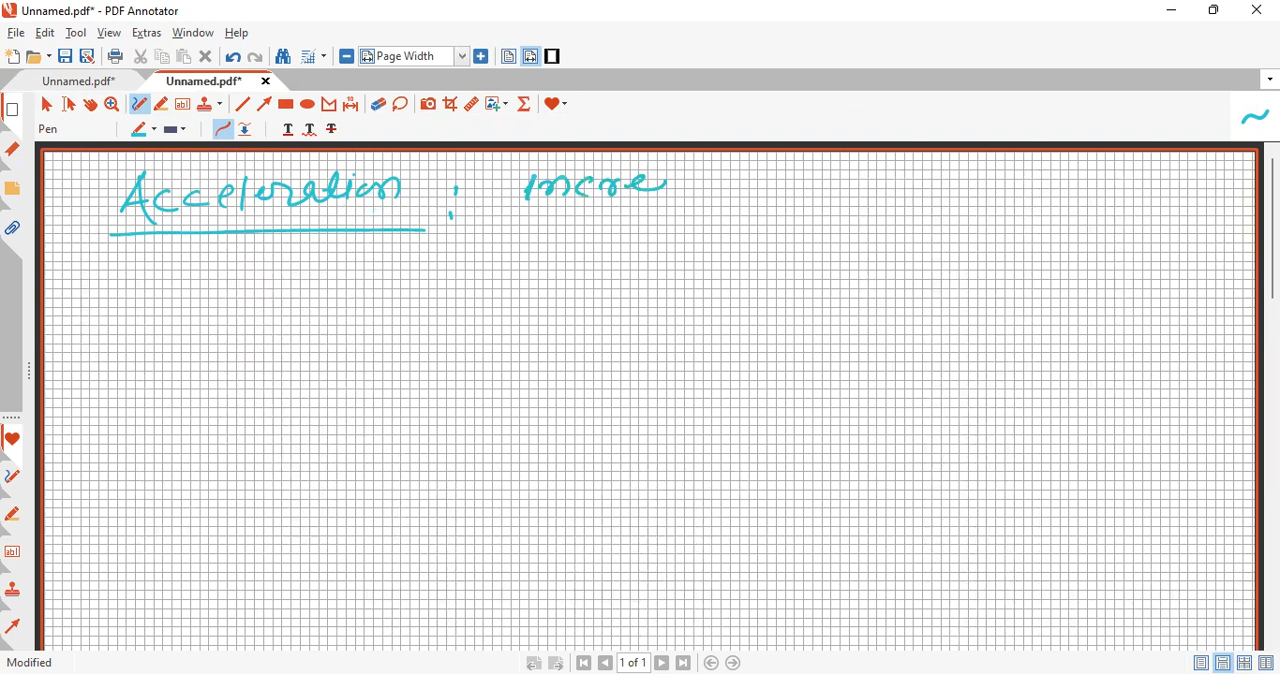 Unnamed.pdf* - PDF Annotator
File Edit Tool View Extras Window Help
Page Width
Unnamed.pdf* Unnamed.pdf*
Pen
Acceleration : incre
Modified
1 of 1